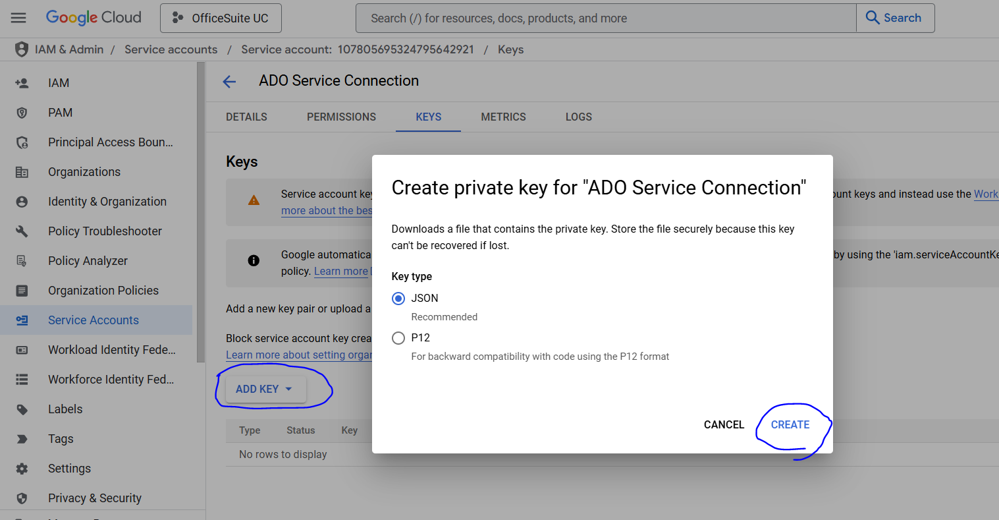 Google Cloud
OfficeSuite UC
Search (/) for resources, docs, products, and more
Search
IAM & Admin / Service accounts / Service account: 107805695324795642921 / Keys
IAM
PAM
Principal Access Boun...
Organizations
Identity & Organization
Policy Troubleshooter
Policy Analyzer
Organization Policies
Service Accounts
Workload Identity Fede...
Workforce Identity Fed...
Labels
Tags
Settings
Privacy & Security
ADO Service Connection
DETAILS PERMISSIONS KEYS METRICS LOGS
Keys
Service account key
ount keys and instead use the Work
more about the bes
Google automatica
by using the 'iam.serviceAccountKe
policy. Learn more
Add a new key pair or upload a
Block service account key crea
Learn more about setting organ
ADD KEY
Type Status Key
No rows to display
Create private key for "ADO Service Connection"
Downloads a file that contains the private key. Store the file securely because this key
can't be recovered if lost.
Key type
JSON
Recommended
P12
For backward compatibility with code using the P12 format
CANCEL CREATE